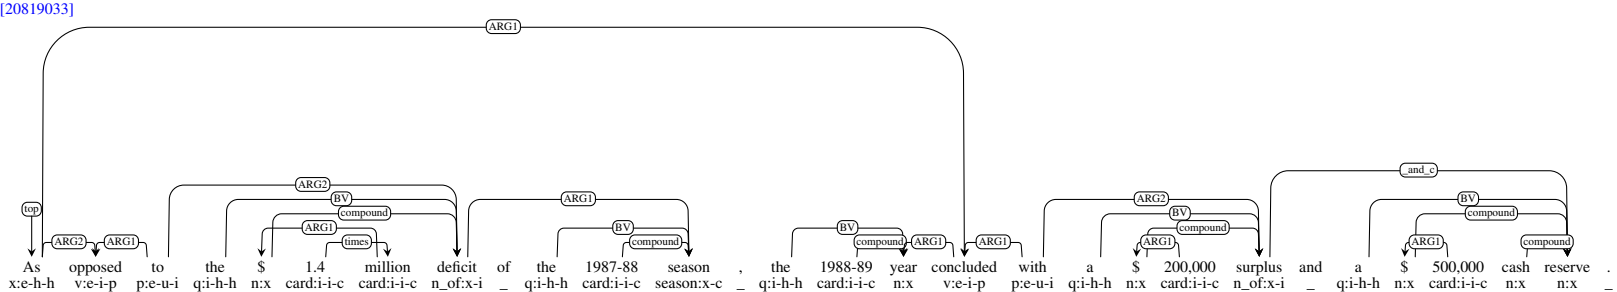 [20819033]
ARG1
_and_c
ARG2 ARG2
top BV ARG1 BV BV
compound compound compound
ARG1 BV BV compound
ARG2 ARG1 times compound compound ARG1 ARG1 ARG1 ARG1 compound
As opposed to the $ 1.4 million deficit of the 1987-88 season , the 1988-89 year concluded with a $ 200,000 surplus and a $ 500,000 cash reserve .
x:e-h-h v:e-i-p p:e-u-i q:i-h-h n:x card:i-i-c card:i-i-c n_of:x-i _ q:i-h-h card:i-i-c season:x-c _ q:i-h-h card:i-i-c n:x v:e-i-p p:e-u-i q:i-h-h n:x card:i-i-c n_of:x-i _ q:i-h-h n:x card:i-i-c n:x n:x _